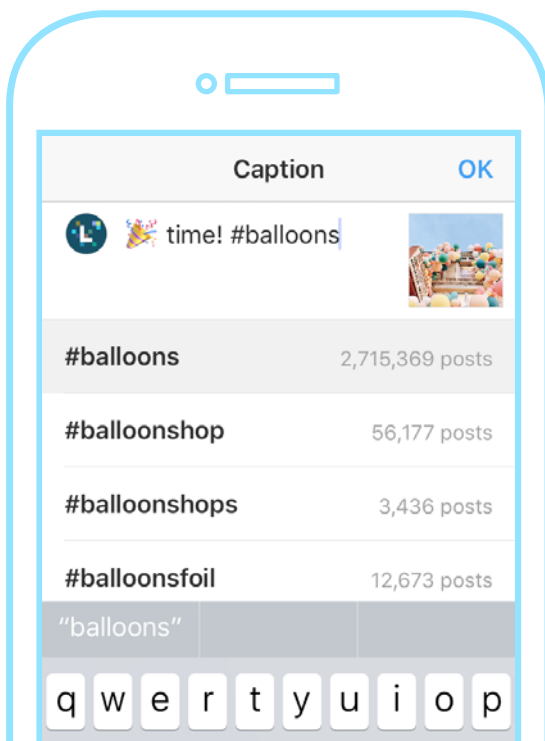 Caption OK
L 🎉 time! #balloons
#balloons 2,715,369 posts
#balloonshop 56,177 posts
#balloonshops 3,436 posts
#balloonsfoil 12,673 posts
“balloons”
q w e r t y u i o p